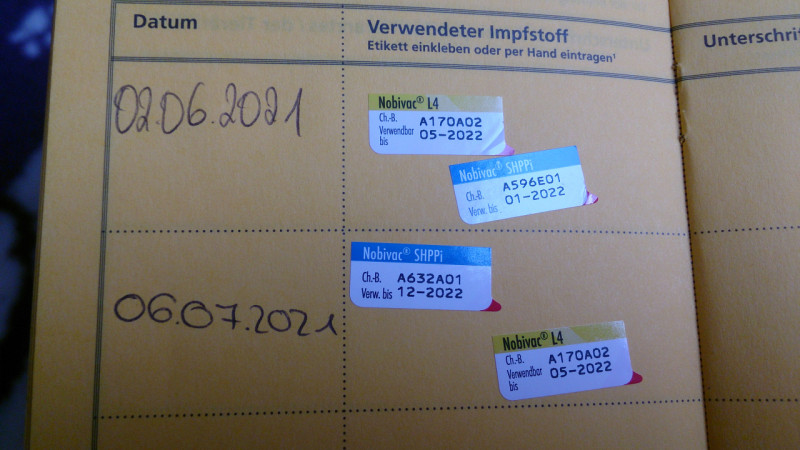 Datum
Verwendeter Impfstoff
Etikett einkleben oder per Hand eintragen¹
Unterschri
02.06.2021
Nobivac® L4
Ch.-B. A170A02
Verwendbar bis 05-2022
Nobivac® SHPPi
Ch.-B. A596E01
Verw. bis 01-2022
06.07.2021
Nobivac® SHPPi
Ch.-B. A632A01
Verw. bis 12-2022
Nobivac® L4
Ch.-B. A170A02
Verwendbar bis 05-2022